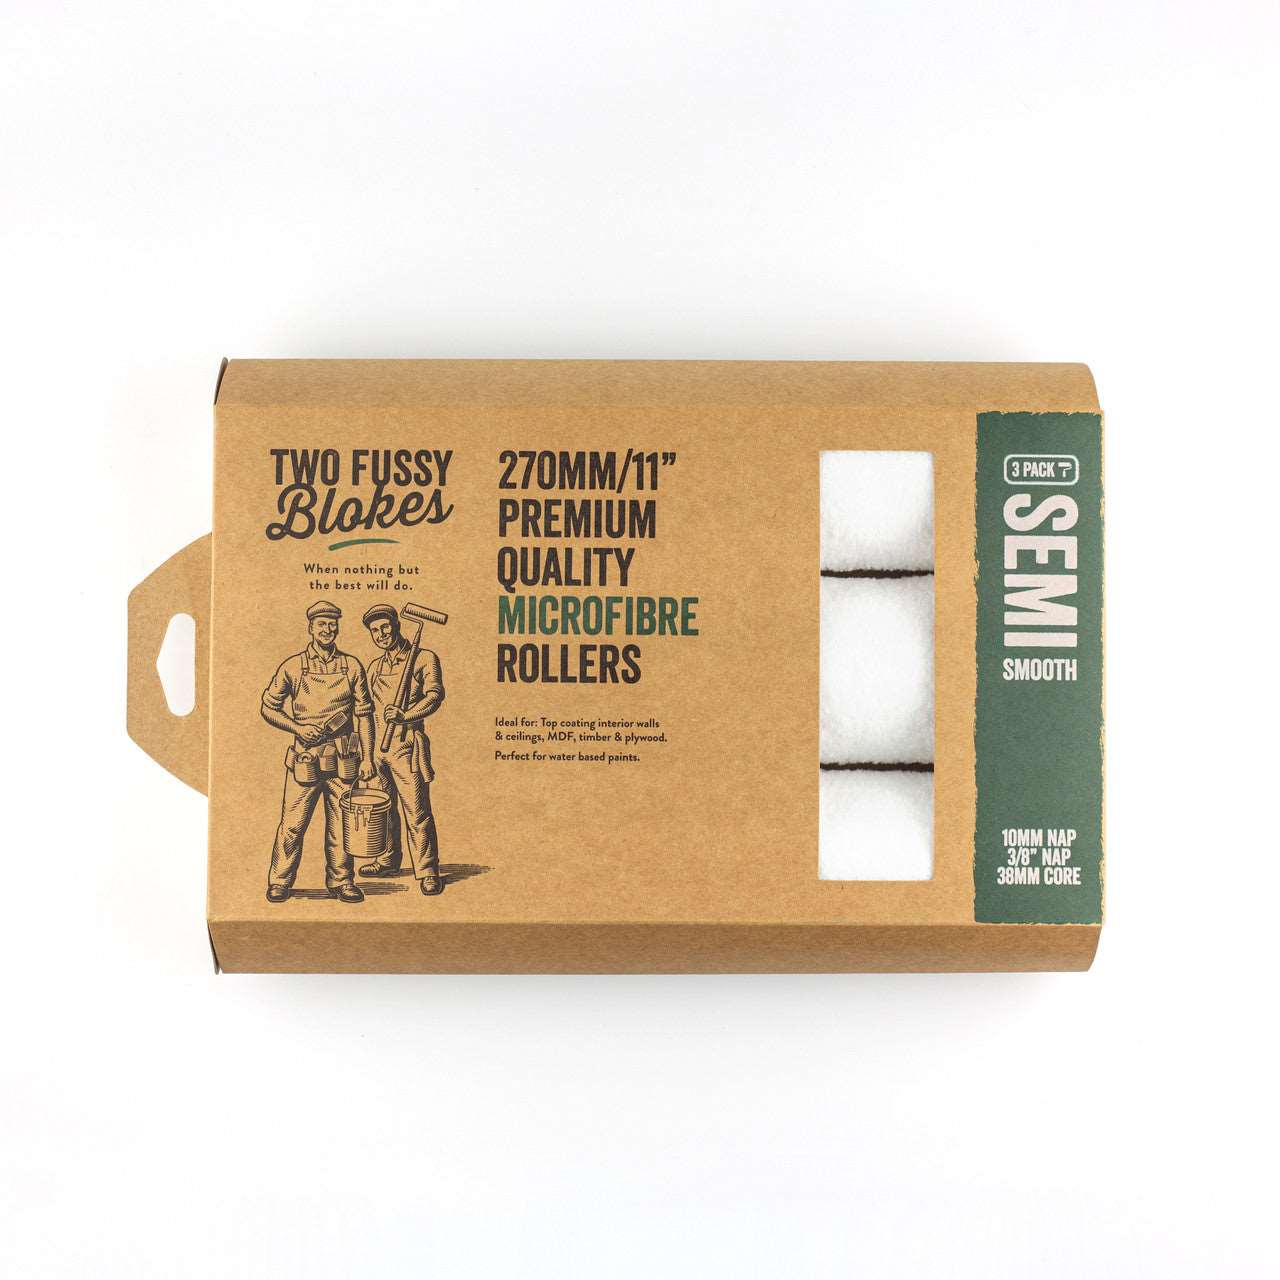 TWO FUSSY
Blokes
When nothing but
the best will do.
270MM/11”
PREMIUM
QUALITY
MICROFIBRE
ROLLERS
Ideal for: Top coating interior walls
& ceilings, MDF, timber & plywood.
Perfect for water based paints.
3 PACK
SEMI
SMOOTH
10MM NAP
3/8” NAP
38MM CORE